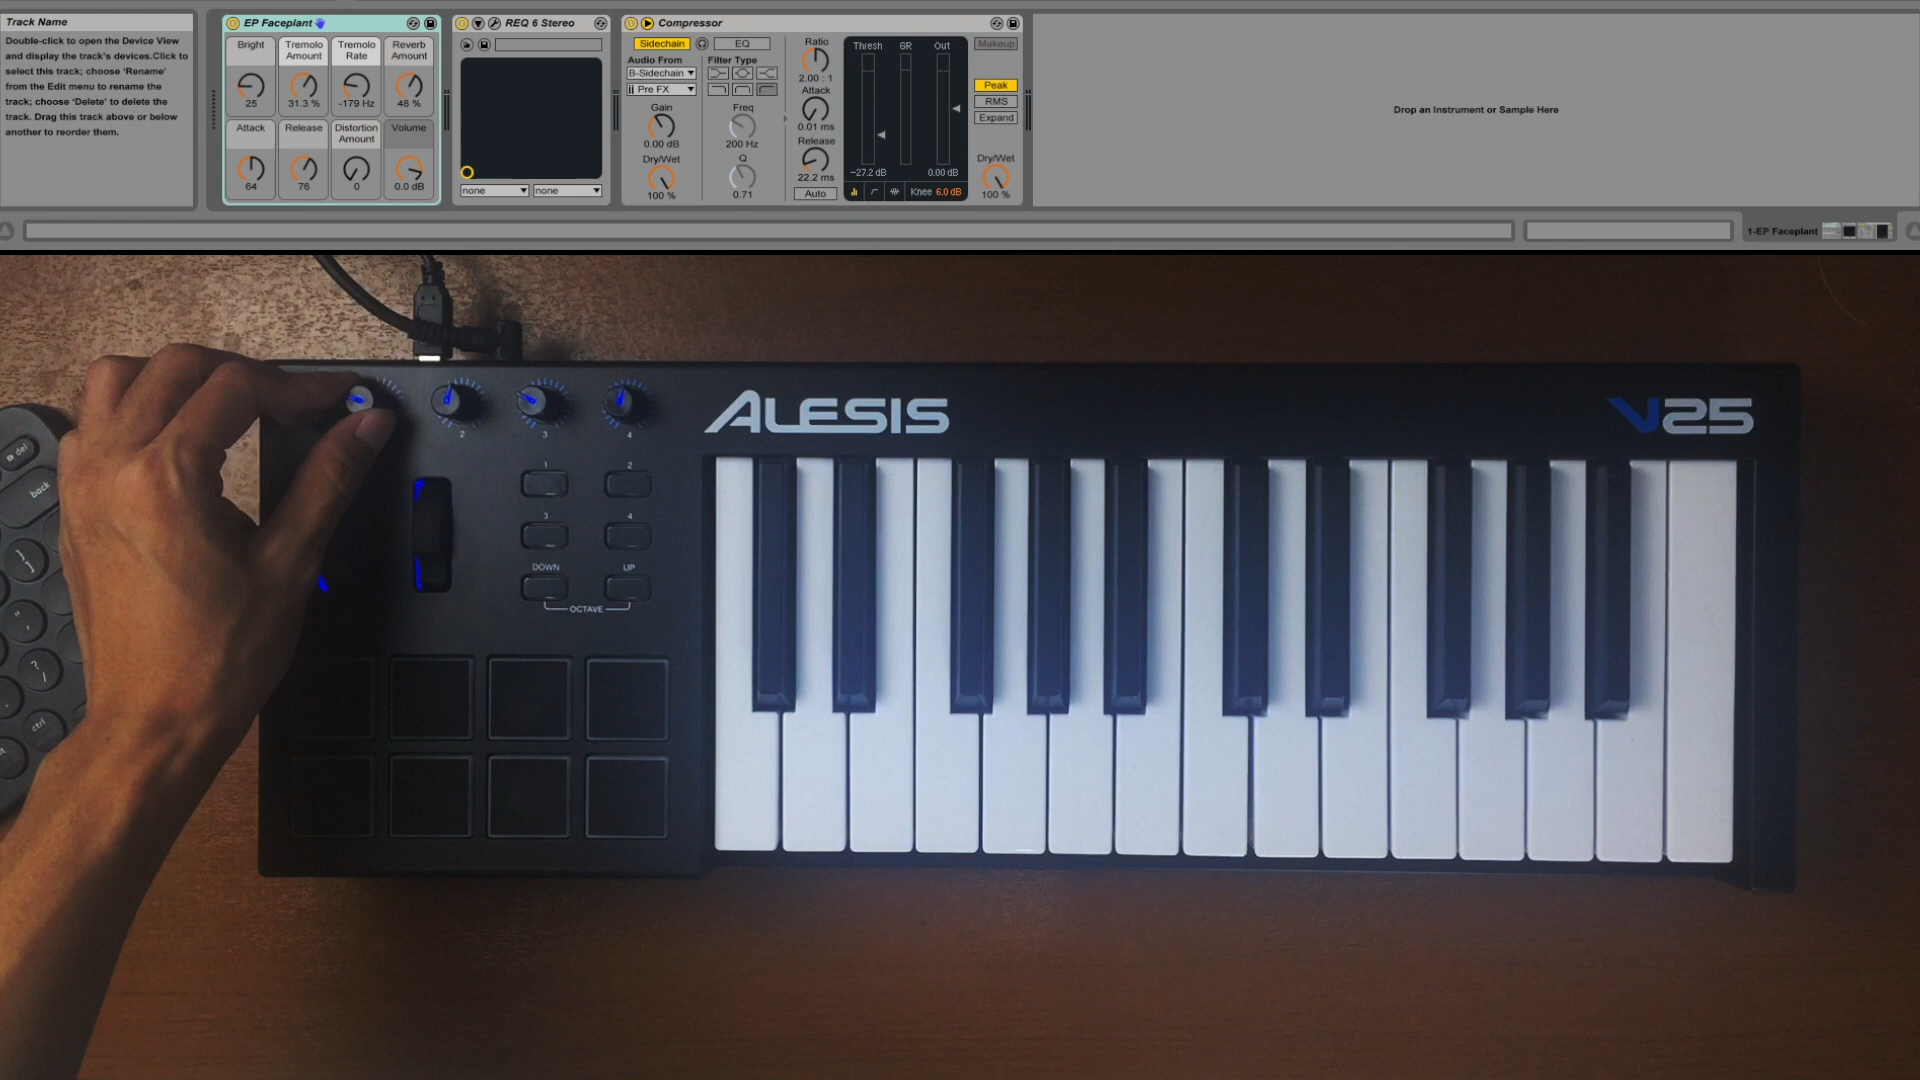 Track Name
Double-click to open the Device View
and display the track's devices.Click to
select this track; choose 'Rename'
from the Edit menu to rename the
track; choose 'Delete' to delete the
track. Drag this track above or below
another to reorder them.
EP Faceplant
Bright
Tremolo
Amount
Tremolo
Rate
Reverb
Amount
25
31.3 %
-179 Hz
48 %
Attack
Release
Distortion
Amount
Volume
64
76
0
0.0 dB
REQ 6 Stereo
none
none
Compressor
Sidechain
EQ
Audio From
B-Sidechain
Pre FX
Gain
0.00 dB
Dry/Wet
100 %
Filter Type
Freq
200 Hz
Q
0.71
Ratio
2.00 : 1
Attack
0.01 ms
Release
22.2 ms
Auto
Thresh
GR
Out
-27.2 dB
0.00 dB
Knee 6.0 dB
Makeup
Peak
RMS
Expand
Dry/Wet
100 %
Drop an Instrument or Sample Here
1-EP Faceplant
2
3
4
ALESIS
V25
1
2
3
4
DOWN
UP
OCTAVE
del
back
}
]
"
'
?
/
ctrl